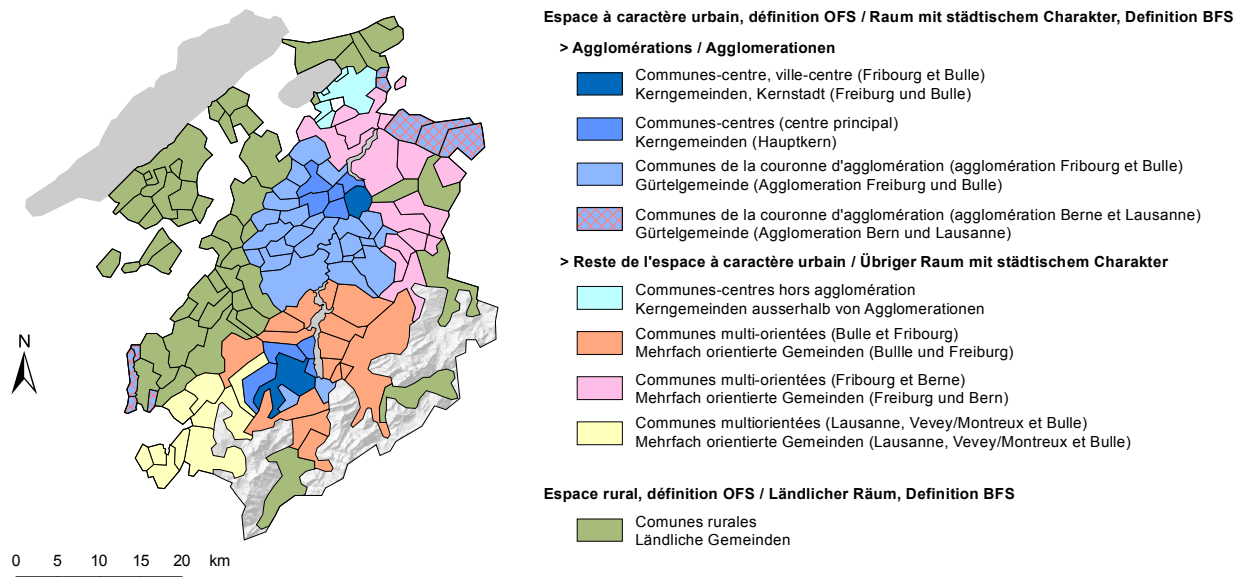 Espace à caractère urbain, définition OFS / Raum mit städtischem Charakter, Definition BFS
> Agglomérations / Agglomerationen
Communes-centre, ville-centre (Fribourg et Bulle)
Kerngemeinden, Kernstadt (Freiburg und Bulle)
Communes-centres (centre principal)
Kerngemeinden (Hauptkern)
Communes de la couronne d'agglomération (agglomération Fribourg et Bulle)
Gürtelgemeinde (Agglomeration Freiburg und Bulle)
Communes de la couronne d'agglomération (agglomération Berne et Lausanne)
Gürtelgemeinde (Agglomeration Bern und Lausanne)
> Reste de l'espace à caractère urbain / Übriger Raum mit städtischem Charakter
Communes-centres hors agglomération
Kerngemeinden ausserhalb von Agglomerationen
Communes multi-orientées (Bulle et Fribourg)
Mehrfach orientierte Gemeinden (Bullle und Freiburg)
Communes multi-orientées (Fribourg et Berne)
Mehrfach orientierte Gemeinden (Freiburg und Bern)
Communes multiorientées (Lausanne, Vevey/Montreux et Bulle)
Mehrfach orientierte Gemeinden (Lausanne, Vevey/Montreux et Bulle)
Espace rural, définition OFS / Ländlicher Räum, Definition BFS
Comunes rurales
Ländliche Gemeinden
N
0 5 10 15 20 km